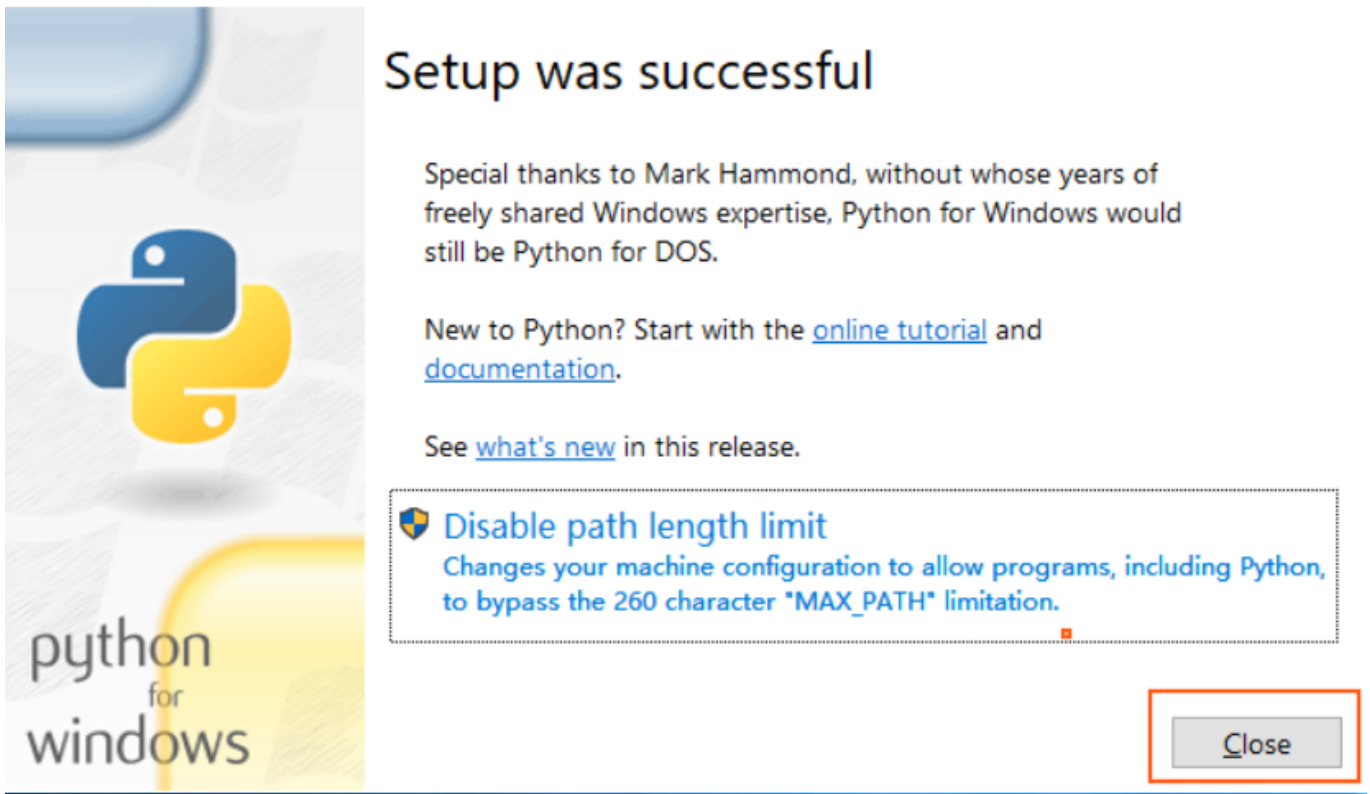 Setup was successful
Special thanks to Mark Hammond, without whose years of
freely shared Windows expertise, Python for Windows would
still be Python for DOS.
New to Python? Start with the online tutorial and
documentation.
See what's new in this release.
Disable path length limit
Changes your machine configuration to allow programs, including Python,
to bypass the 260 character "MAX_PATH" limitation.
python
for
windows
Close